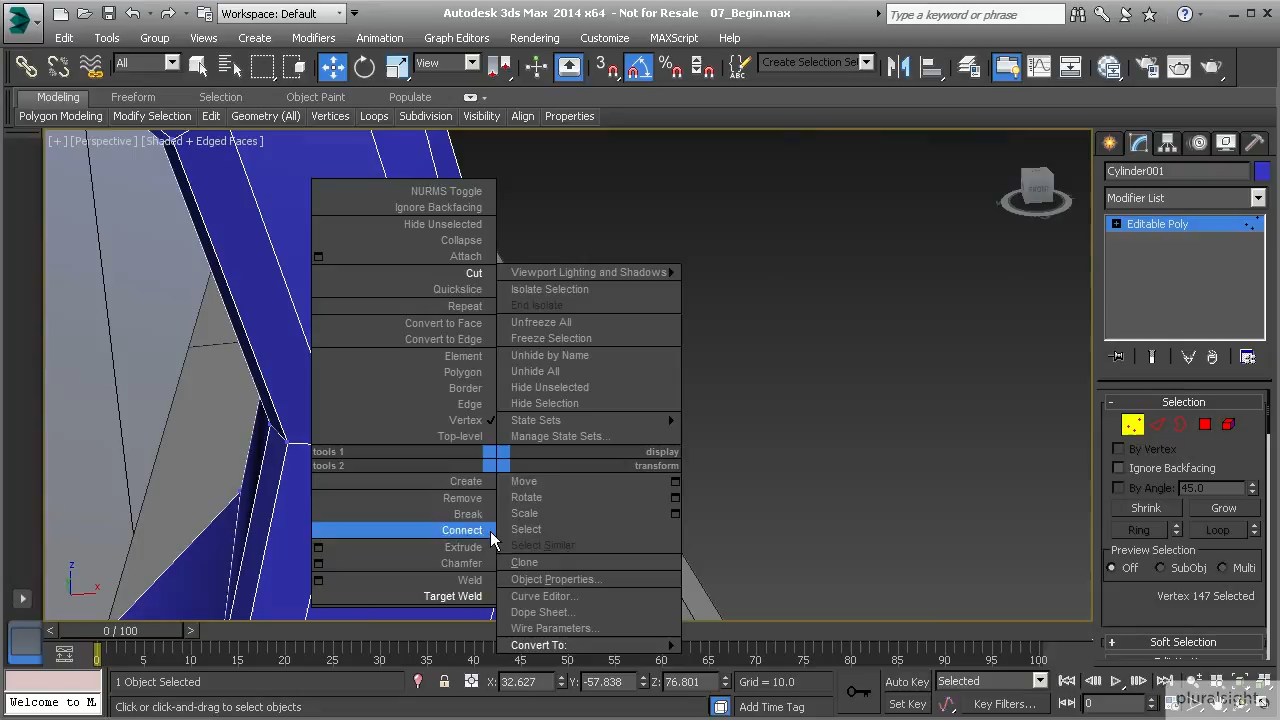 Workspace: Default
Autodesk 3ds Max 2014 x64 - Not for Resale 07_Begin.max
Type a keyword or phrase
Edit Tools Group Views Create Modifiers Animation Graph Editors Rendering Customize MAXScript Help
All
View
3
Create Selection Se
Modeling Freeform Selection Object Paint Populate
Polygon Modeling Modify Selection Edit Geometry (All) Vertices Loops Subdivision Visibility Align Properties
[+] [Perspective] [Shaded + Edged Faces]
FRONT
NURMS Toggle
Ignore Backfacing
Hide Unselected
Collapse
Attach
Cut
Quickslice
Repeat
Convert to Face
Convert to Edge
Element
Polygon
Border
Edge
Vertex
Top-level
tools 1
tools 2
Create
Remove
Break
Connect
Extrude
Chamfer
Weld
Target Weld
Viewport Lighting and Shadows
Isolate Selection
End Isolate
Unfreeze All
Freeze Selection
Unhide by Name
Unhide All
Hide Unselected
Hide Selection
State Sets
Manage State Sets...
display
transform
Move
Rotate
Scale
Select
Select Similar
Clone
Object Properties...
Curve Editor...
Dope Sheet...
Wire Parameters...
Convert To:
Cylinder001
Modifier List
Editable Poly
Selection
By Vertex
Ignore Backfacing
By Angle: 45.0
Shrink Grow
Ring Loop
Preview Selection
Off SubObj Multi
Vertex 147 Selected
Soft Selection
z
x
0 / 100
0 5 10 15 20 25 30 35 40 45 50 55 60 65 70 75 80 85 90 95 100
1 Object Selected
X: 32.627 Y: -57.838 Z: 76.801 Grid = 10.0
Auto Key Selected
Welcome to M
Click or click-and-drag to select objects
Add Time Tag
Set Key Key Filters... 0
pluralsight